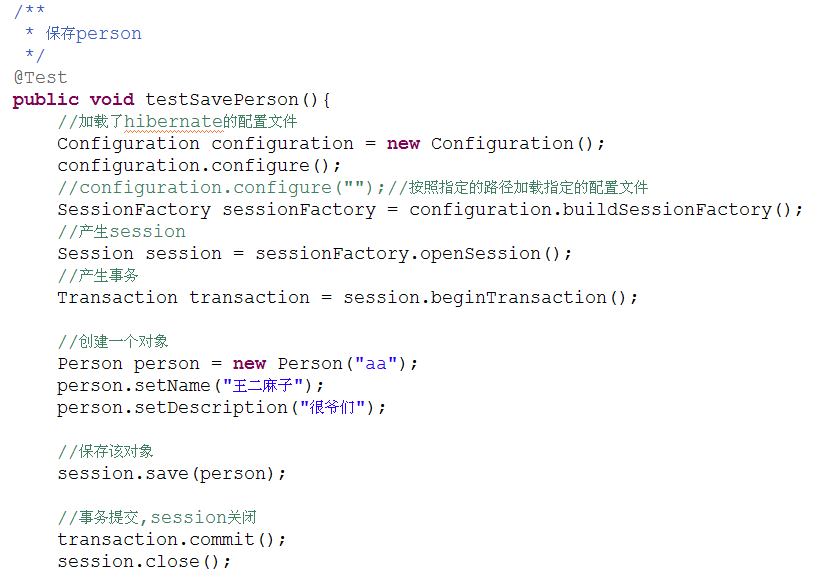 /**
 * 保存person
 */
@Test
public void testSavePerson(){
    //加载了hibernate的配置文件
    Configuration configuration = new Configuration();
    configuration.configure();
    //configuration.configure("");//按照指定的路径加载指定的配置文件
    SessionFactory sessionFactory = configuration.buildSessionFactory();
    //产生session
    Session session = sessionFactory.openSession();
    //产生事务
    Transaction transaction = session.beginTransaction();

    //创建一个对象
    Person person = new Person("aa");
    person.setName("王二麻子");
    person.setDescription("很爷们");

    //保存该对象
    session.save(person);

    //事务提交,session关闭
    transaction.commit();
    session.close();